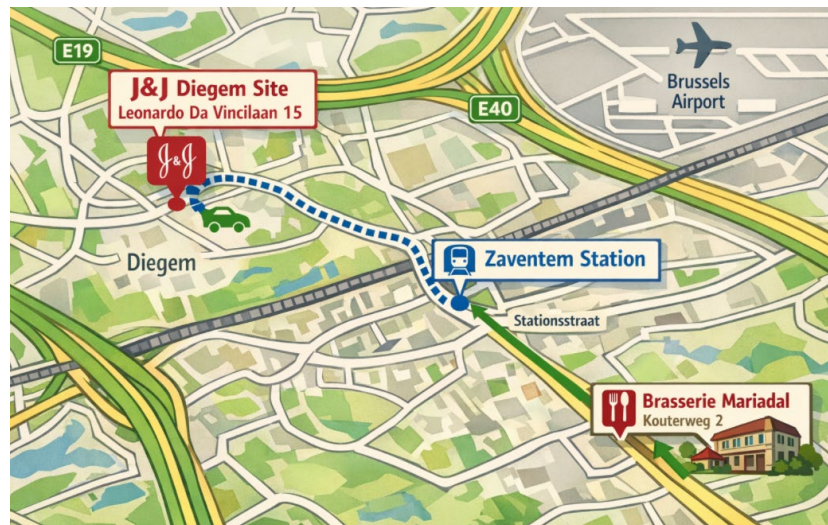 E19
J&J Diegem Site
Leonardo Da Vincilaan 15
J&J
E40
Brussels
Airport
Diegem
Zaventem Station
Stationsstraat
Brasserie Mariadal
Kouterweg 2